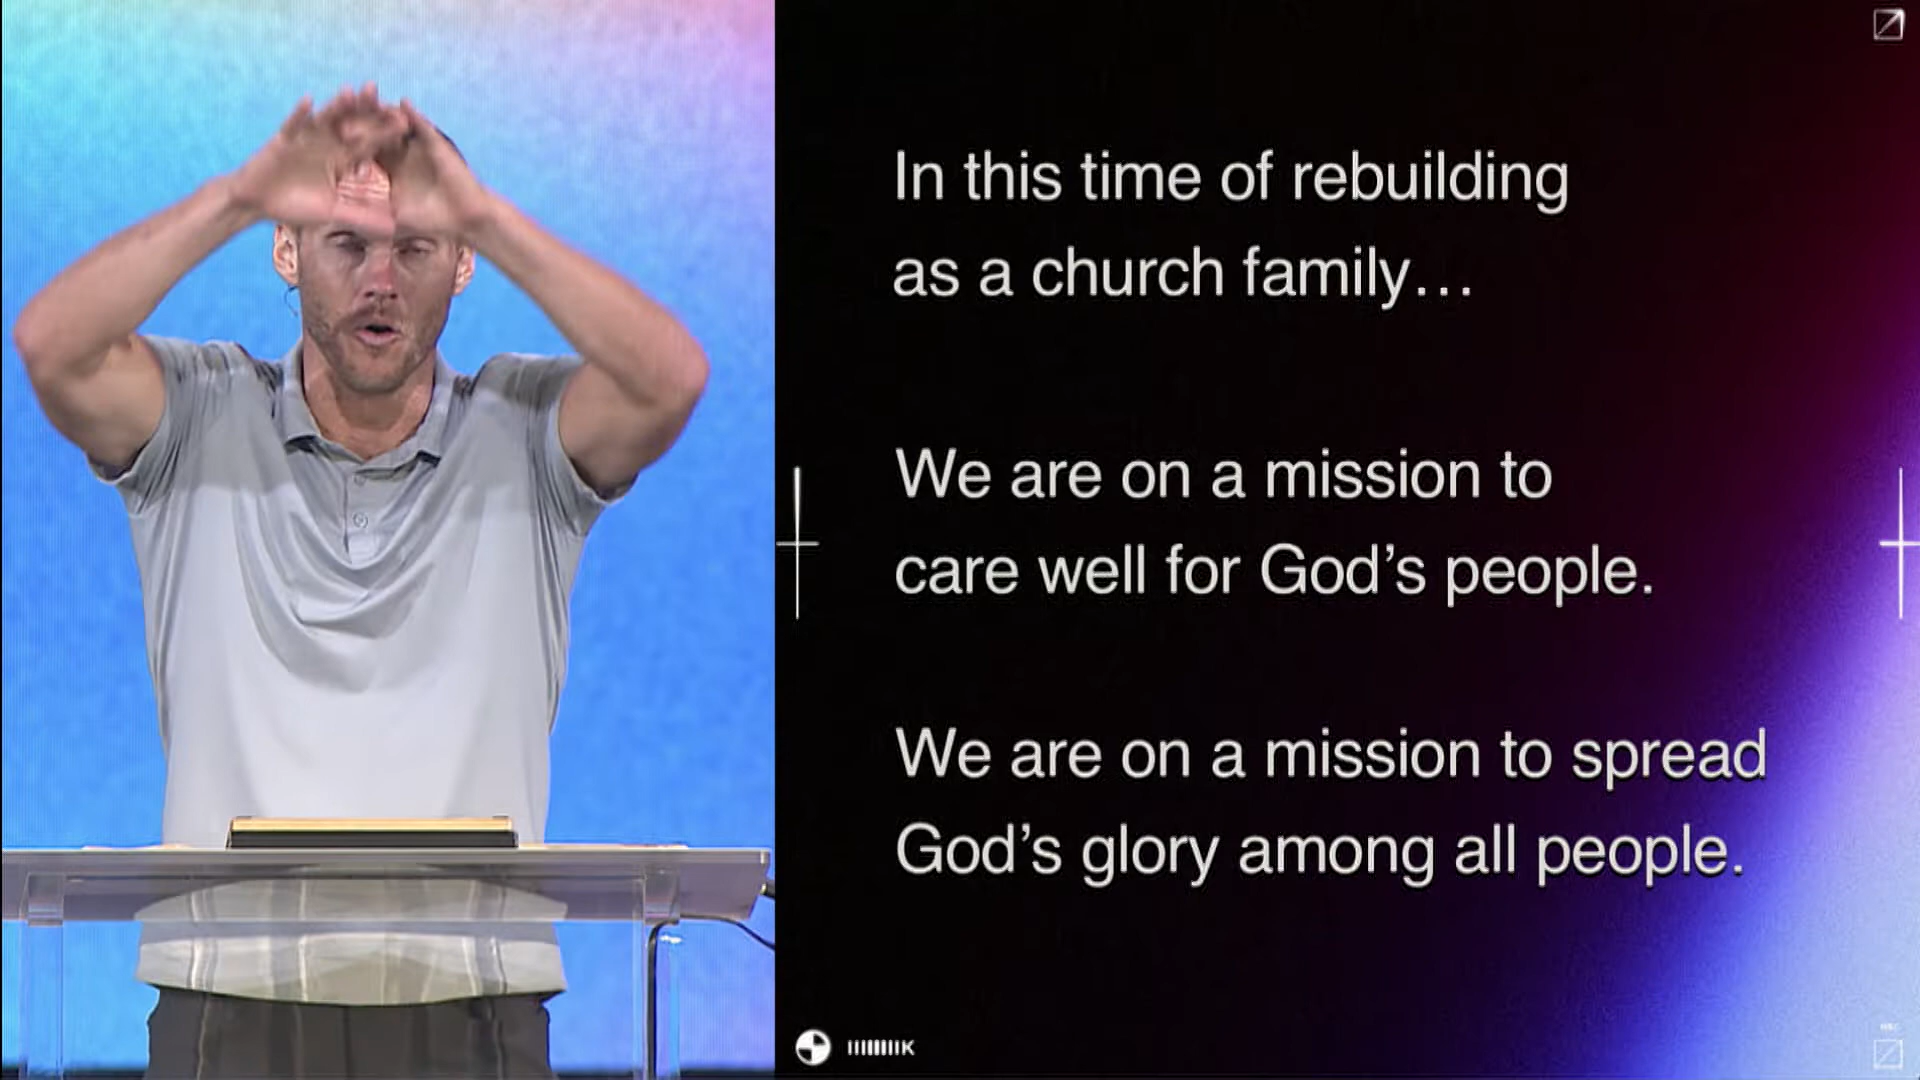 In this time of rebuilding
as a church family…
We are on a mission to
care well for God’s people.
We are on a mission to spread
God’s glory among all people.